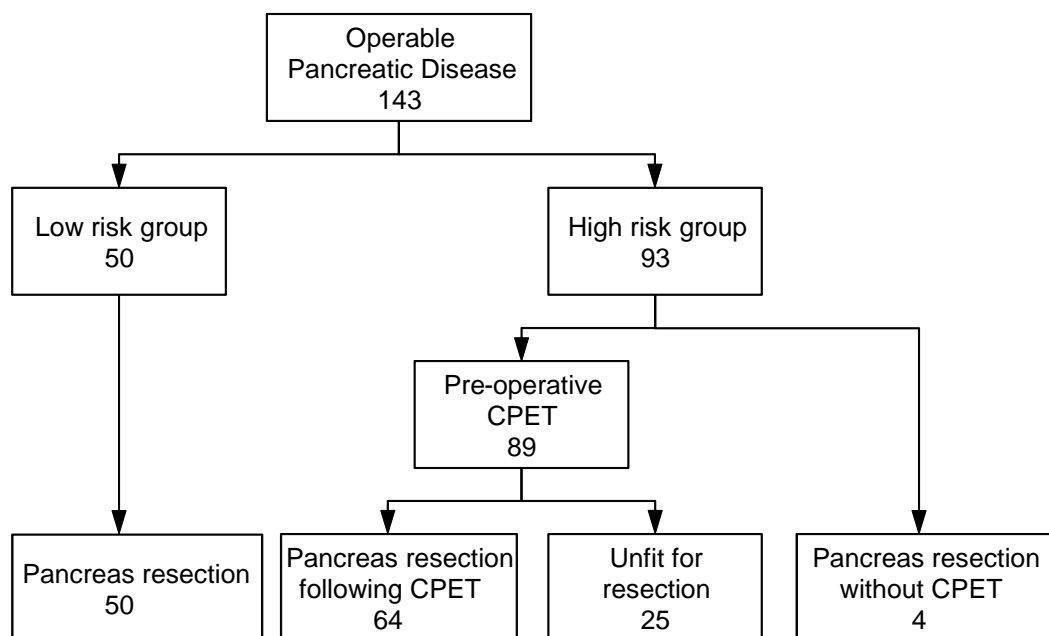 Operable
Pancreatic Disease
143
Low risk group
50
High risk group
93
Pre-operative
CPET
89
Pancreas resection
50
Pancreas resection
following CPET
64
Unfit for
resection
25
Pancreas resection
without CPET
4